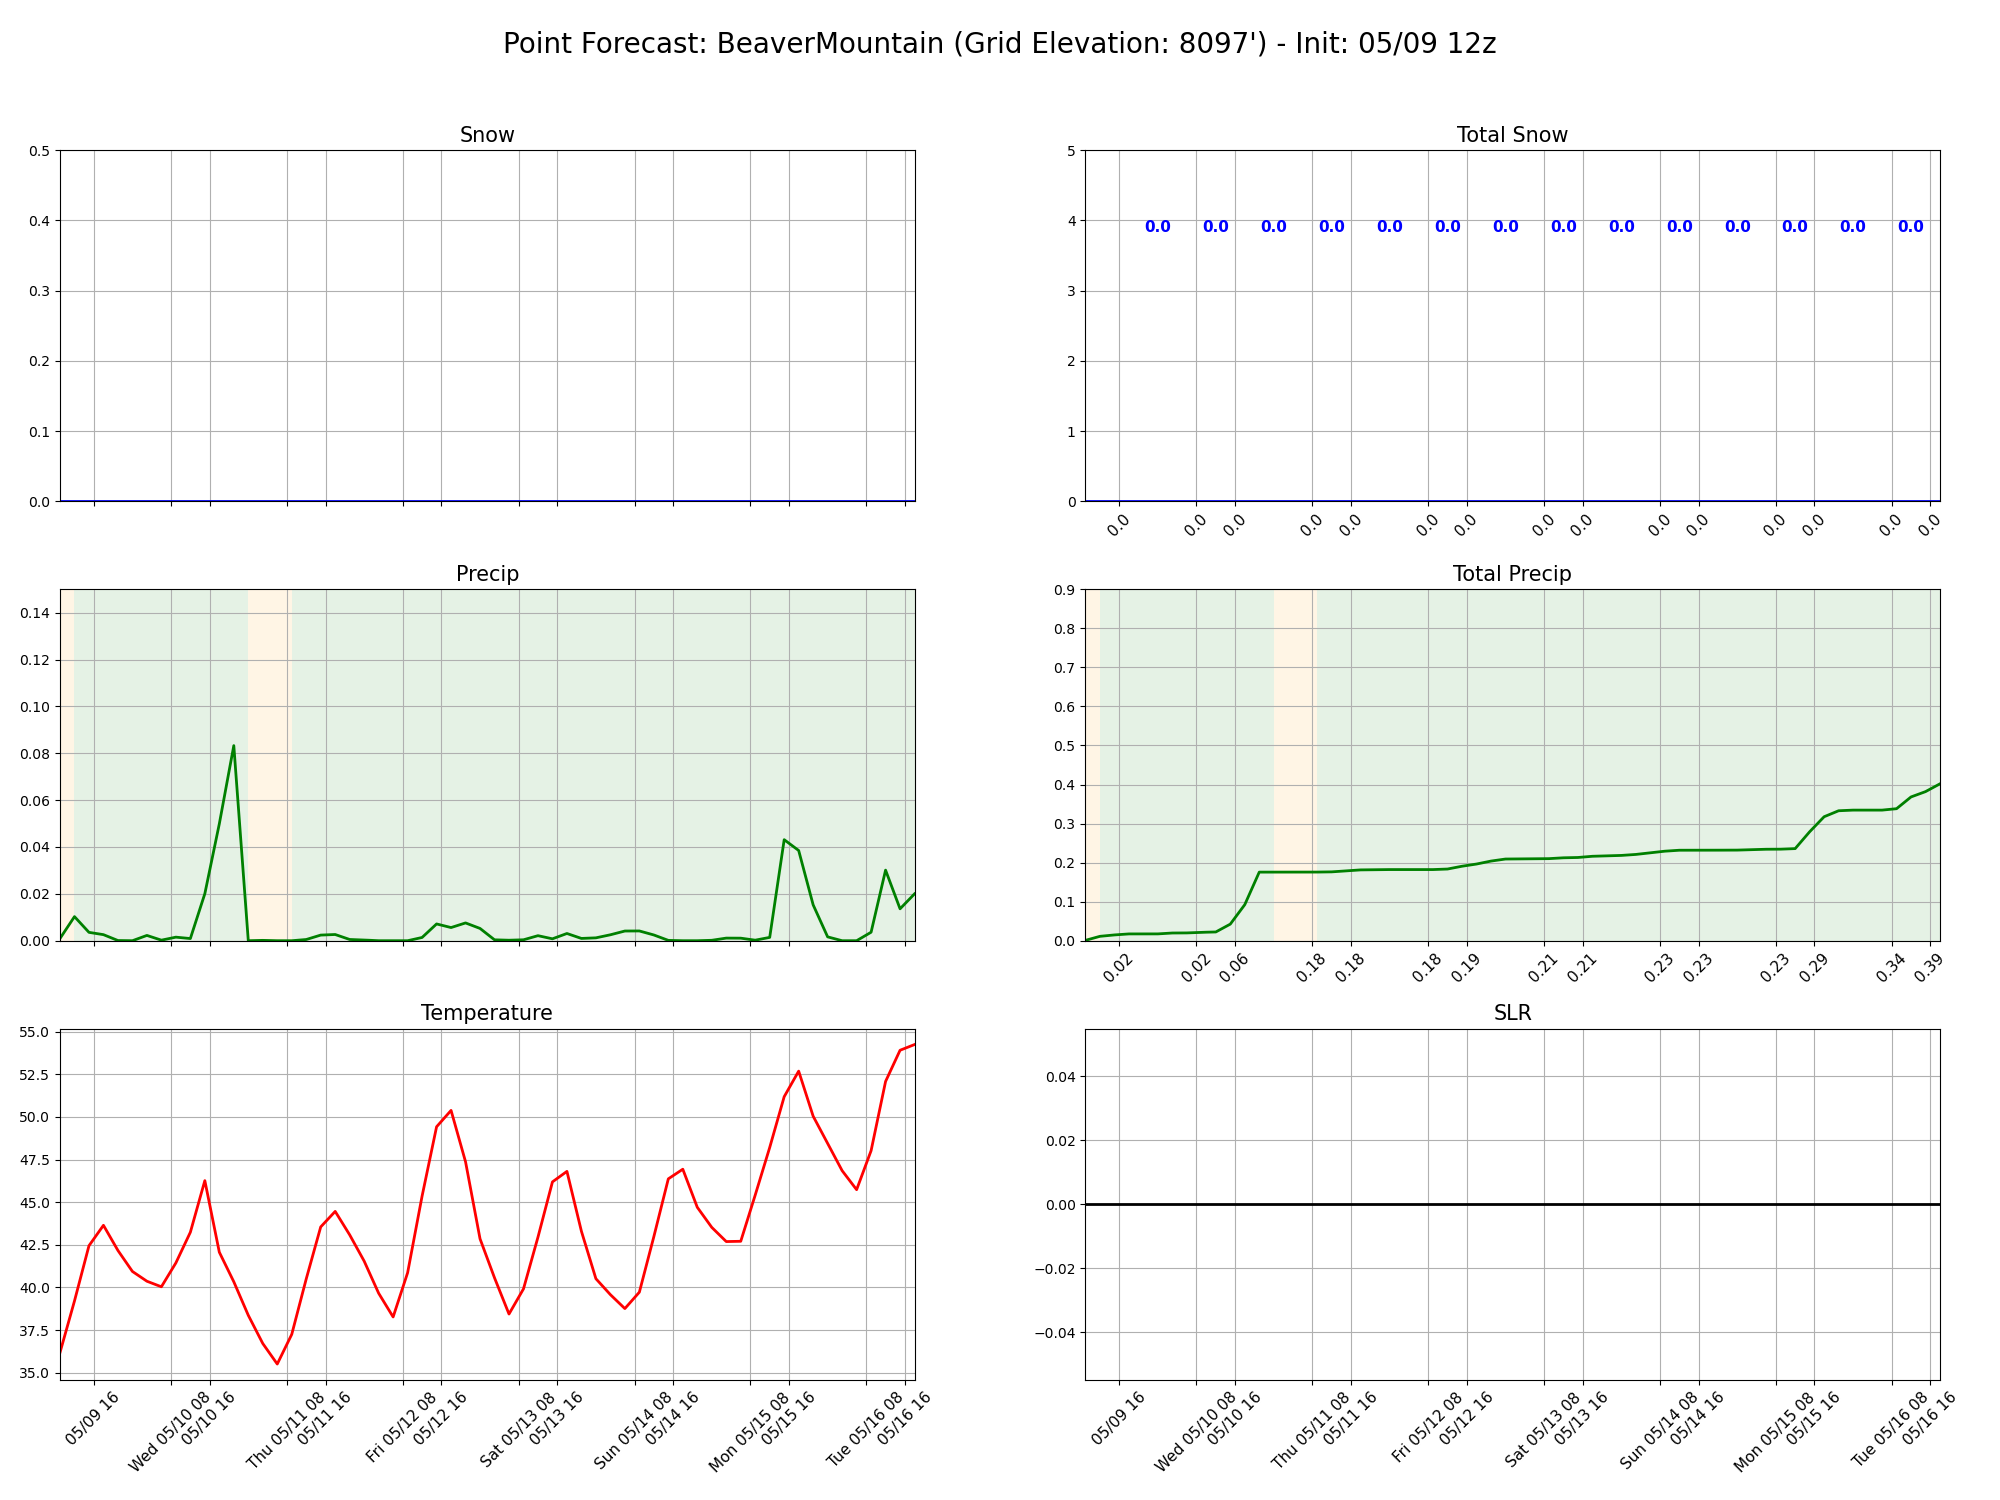 Point Forecast: BeaverMountain (Grid Elevation: 8097') - Init: 05/09 12z
Snow
0.5
0.4
0.3
0.2
0.1
0.0
Total Snow
5
4
3
2
1
0
0.0 0.0 0.0 0.0 0.0 0.0 0.0 0.0 0.0 0.0 0.0 0.0 0.0 0.0
0.0 0.0 0.0 0.0 0.0 0.0 0.0 0.0 0.0 0.0 0.0 0.0 0.0 0.0 0.0
Precip
0.14
0.12
0.10
0.08
0.06
0.04
0.02
0.00
Total Precip
0.9
0.8
0.7
0.6
0.5
0.4
0.3
0.2
0.1
0.0
0.02 0.02 0.06 0.18 0.18 0.18 0.19 0.21 0.21 0.23 0.23 0.23 0.29 0.34 0.39
Temperature
55.0
52.5
50.0
47.5
45.0
42.5
40.0
37.5
35.0
05/09 16
Wed 05/10 08
05/10 16
Thu 05/11 08
05/11 16
Fri 05/12 08
05/12 16
Sat 05/13 08
05/13 16
Sun 05/14 08
05/14 16
Mon 05/15 08
05/15 16
Tue 05/16 08
05/16 16
SLR
0.04
0.02
0.00
−0.02
−0.04
05/09 16
Wed 05/10 08
05/10 16
Thu 05/11 08
05/11 16
Fri 05/12 08
05/12 16
Sat 05/13 08
05/13 16
Sun 05/14 08
05/14 16
Mon 05/15 08
05/15 16
Tue 05/16 08
05/16 16